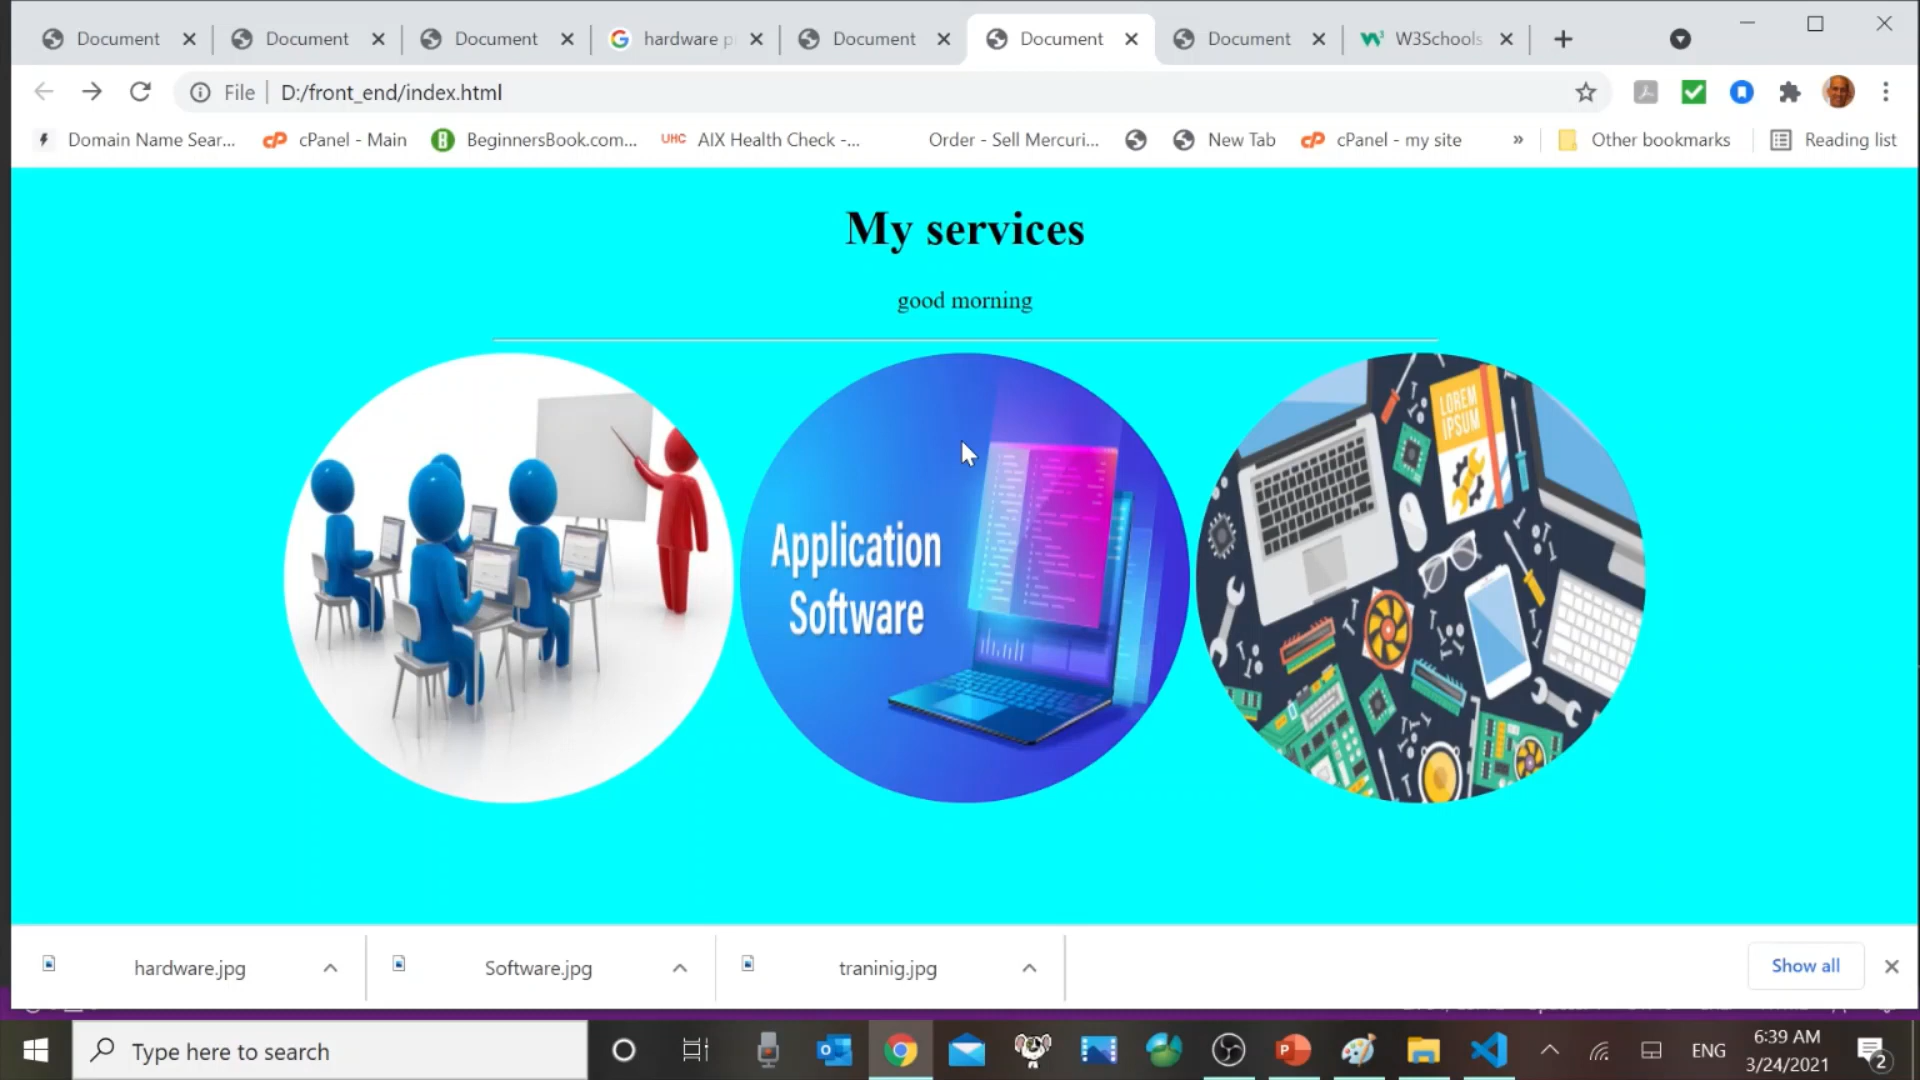 Document
Document
Document
hardware pi
Document
Document
Document
W3Schools
File
D:/front_end/index.html
Domain Name Sear...
cPanel - Main
BeginnersBook.com...
UHC AIX Health Check -...
Order - Sell Mercuri...
New Tab
cPanel - my site
»
Other bookmarks
Reading list
My services
good morning
Application
Software
LOREM
IPSUM
hardware.jpg
Software.jpg
traninig.jpg
Show all
Type here to search
ENG
6:39 AM
3/24/2021
2